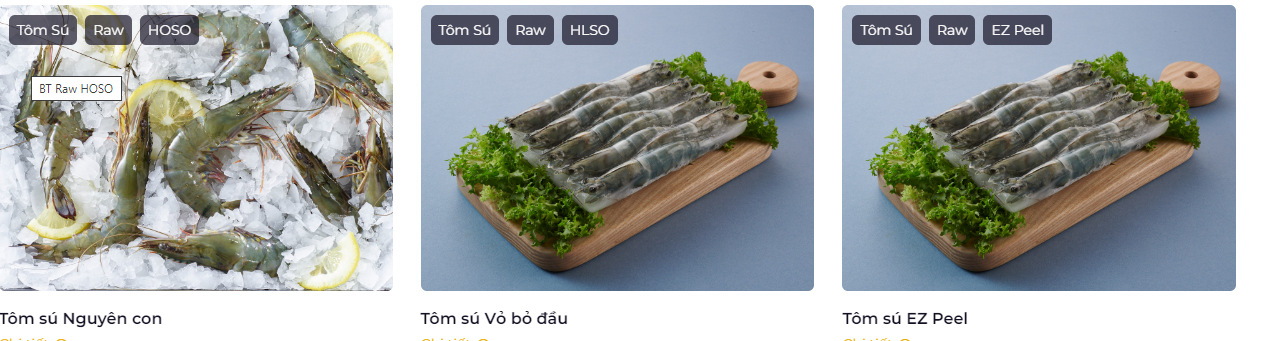 Tôm Sú Raw HOSO
BT Raw HOSO
Tôm sú Nguyên con
Tôm Sú Raw HLSO
Tôm sú Vỏ bỏ đầu
Tôm Sú Raw EZ Peel
Tôm sú EZ Peel